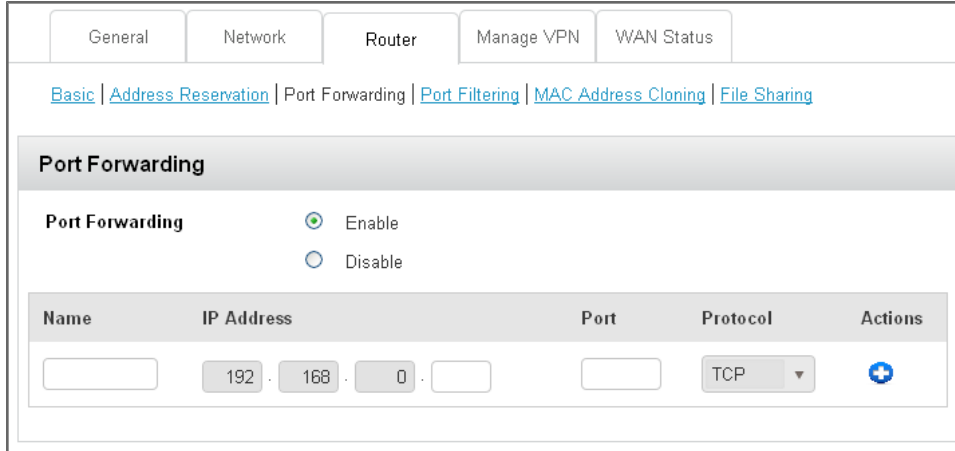 General Network Router Manage VPN WAN Status
Basic | Address Reservation | Port Forwarding | Port Filtering | MAC Address Cloning | File Sharing
Port Forwarding
Port Forwarding Enable
Disable
Name IP Address Port Protocol Actions
192 . 168 . 0 . TCP